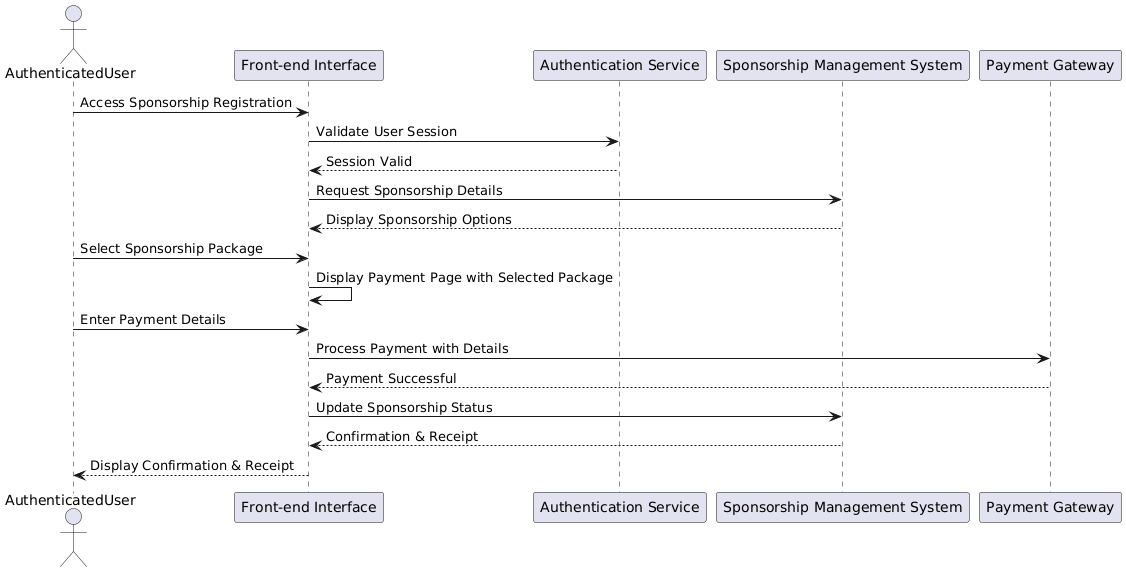 AuthenticatedUser
Front-end Interface
Authentication Service
Sponsorship Management System
Payment Gateway
Access Sponsorship Registration
Validate User Session
Session Valid
Request Sponsorship Details
Display Sponsorship Options
Select Sponsorship Package
Display Payment Page with Selected Package
Enter Payment Details
Process Payment with Details
Payment Successful
Update Sponsorship Status
Confirmation & Receipt
Display Confirmation & Receipt
AuthenticatedUser
Front-end Interface
Authentication Service
Sponsorship Management System
Payment Gateway